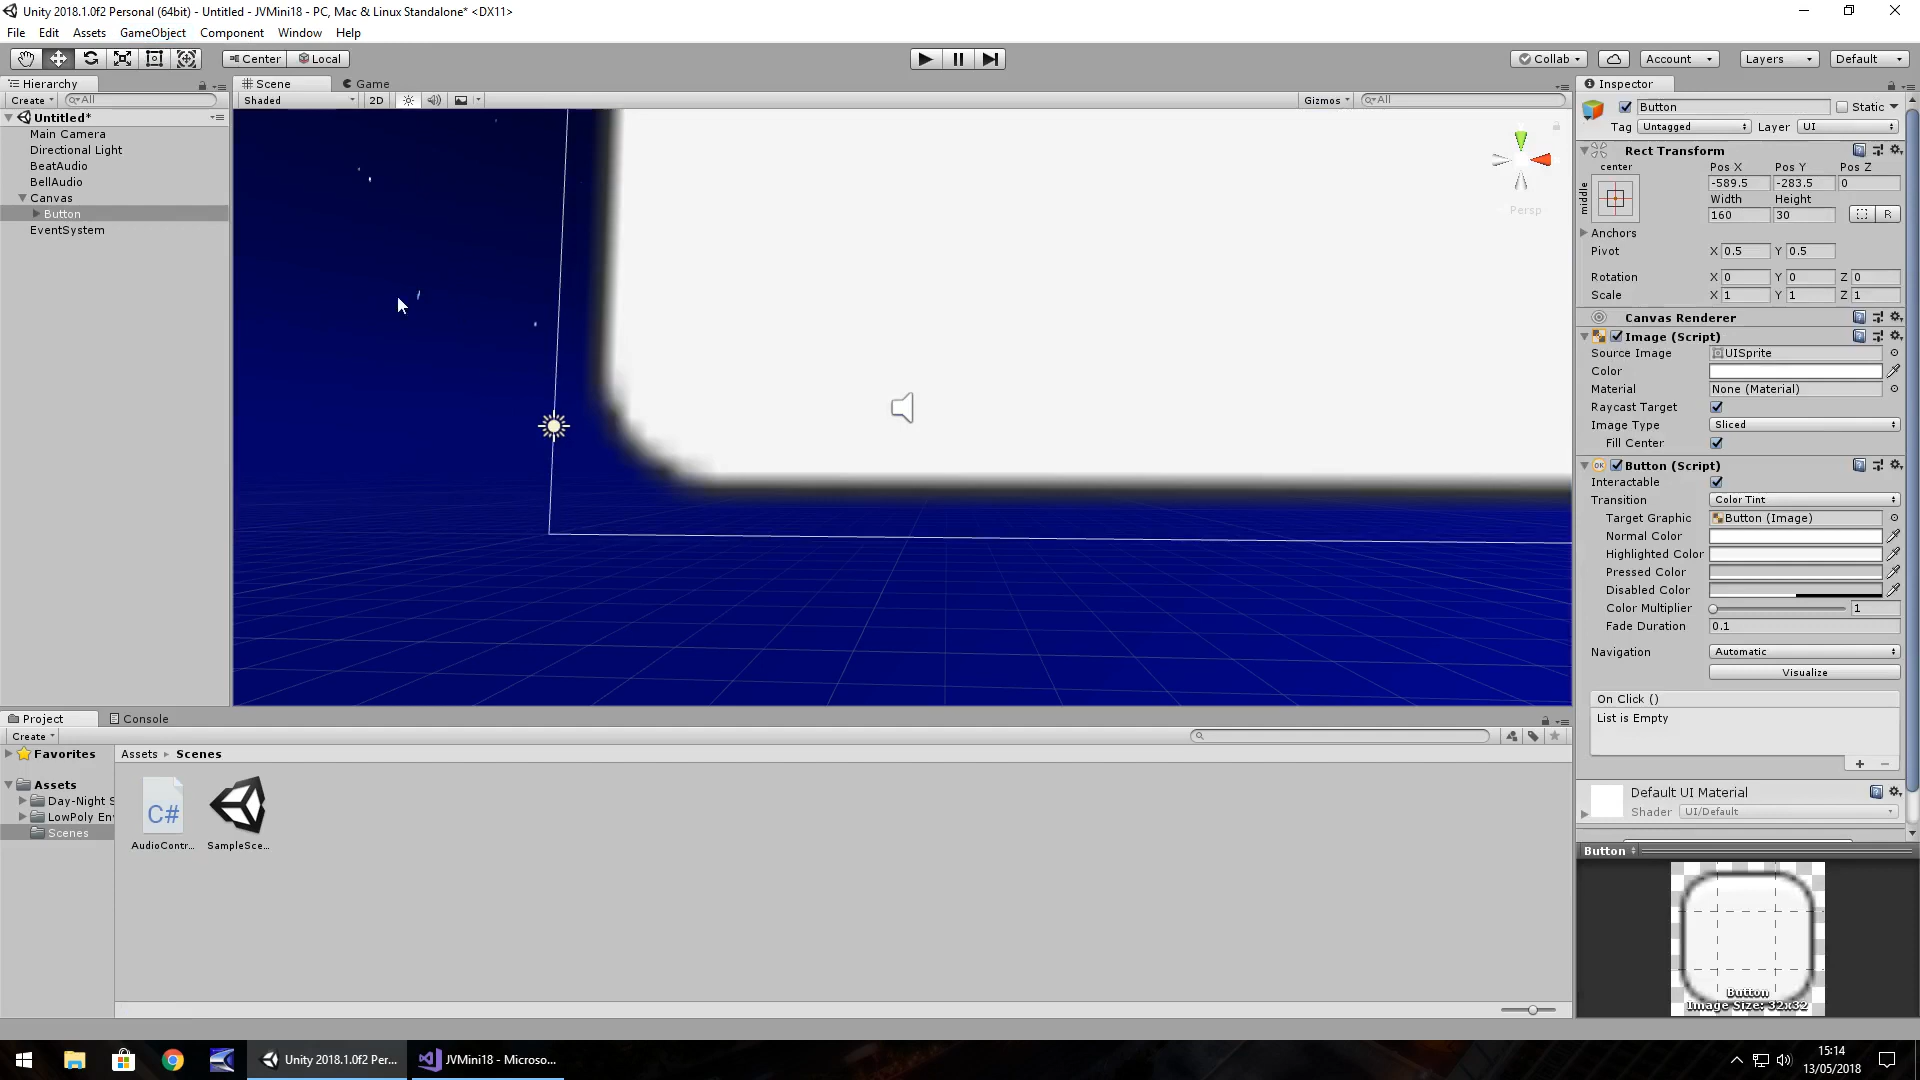 Unity 2018.1.0f2 Personal (64bit) - Untitled - JVMini18 - PC, Mac & Linux Standalone* <DX11>
File Edit Assets GameObject Component Window Help
Center Local Collab Account Layers Default
Hierarchy
Create All
Untitled*
Main Camera
Directional Light
BeatAudio
BellAudio
Canvas
Button
EventSystem
Scene Game
Shaded 2D Gizmos All
Persp
Inspector
Button Static
Tag Untagged Layer UI
Rect Transform
center Pos X Pos Y Pos Z
middle -589.5 -283.5 0
Width Height
160 30 R
Anchors
Pivot X 0.5 Y 0.5
Rotation X 0 Y 0 Z 0
Scale X 1 Y 1 Z 1
Canvas Renderer
Image (Script)
Source Image UISprite
Color
Material None (Material)
Raycast Target
Image Type Sliced
Fill Center
Button (Script)
Interactable
Transition Color Tint
Target Graphic Button (Image)
Normal Color
Highlighted Color
Pressed Color
Disabled Color
Color Multiplier 1
Fade Duration 0.1
Navigation Automatic
Visualize
On Click ()
List is Empty
+ −
Default UI Material
Shader UI/Default
Button
Button
Image Size: 32x32
Project Console
Create
Favorites
Assets
Day-Night S
LowPoly En
Scenes
Assets Scenes
C#
AudioContr...
SampleSce...
Unity 2018.1.0f2 Per...
JVMini18 - Microso...
15:14
13/05/2018